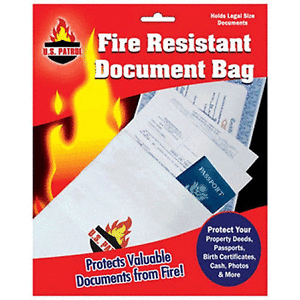 Holds Legal Size
Documents
U.S. PATROL
Fire Resistant
Document Bag
PASSPORT
U.S. PATROL
Protects Valuable
Documents from Fire!
Protect Your
Property Deeds,
Passports,
Birth Certificates,
Cash, Photos
& More